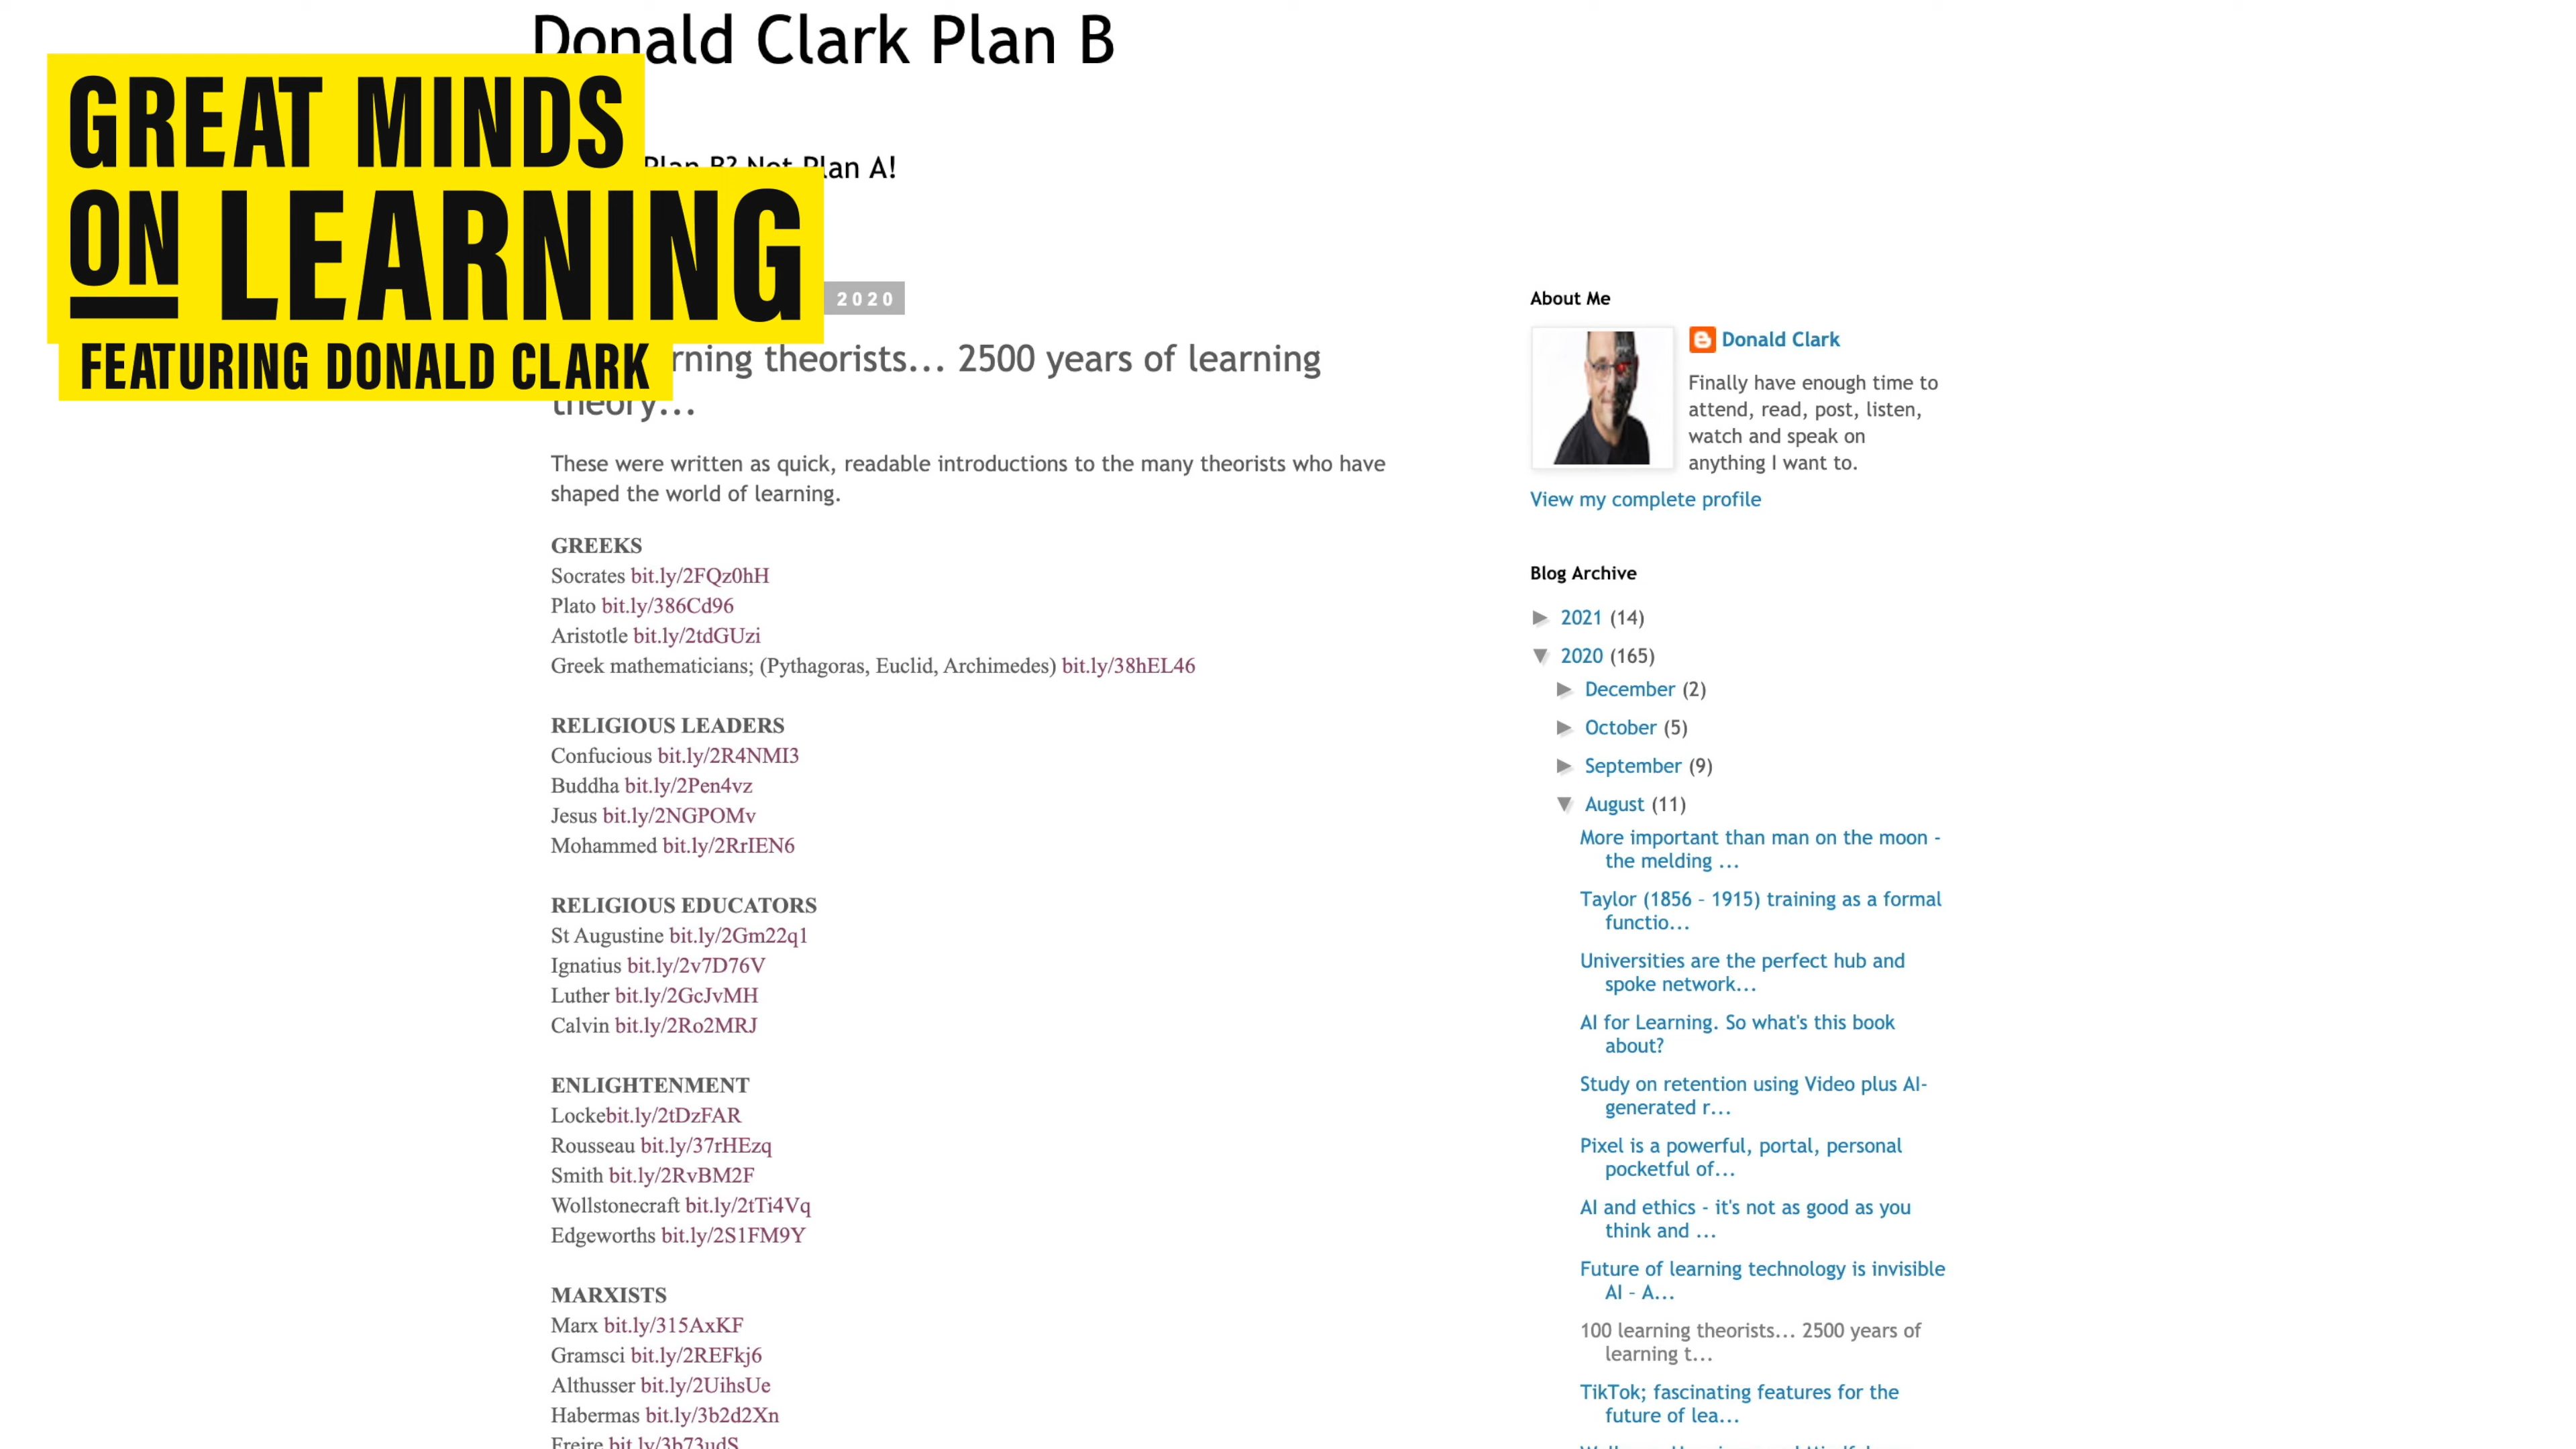 Donald Clark Plan B
GREAT MINDS
ON LEARNING
FEATURING DONALD CLARK
Plan B? Not Plan A!
2020
rning theorists... 2500 years of learning
theory...
These were written as quick, readable introductions to the many theorists who have
shaped the world of learning.
GREEKS
Socrates bit.ly/2FQz0hH
Plato bit.ly/386Cd96
Aristotle bit.ly/2tdGUzi
Greek mathematicians; (Pythagoras, Euclid, Archimedes) bit.ly/38hEL46
RELIGIOUS LEADERS
Confucious bit.ly/2R4NMI3
Buddha bit.ly/2Pen4vz
Jesus bit.ly/2NGPOMv
Mohammed bit.ly/2RrIEN6
RELIGIOUS EDUCATORS
St Augustine bit.ly/2Gm22q1
Ignatius bit.ly/2v7D76V
Luther bit.ly/2GcJvMH
Calvin bit.ly/2Ro2MRJ
ENLIGHTENMENT
Lockebit.ly/2tDzFAR
Rousseau bit.ly/37rHEzq
Smith bit.ly/2RvBM2F
Wollstonecraft bit.ly/2tTi4Vq
Edgeworths bit.ly/2S1FM9Y
MARXISTS
Marx bit.ly/315AxKF
Gramsci bit.ly/2REFkj6
Althusser bit.ly/2UihsUe
Habermas bit.ly/3b2d2Xn
Freire bit.ly/3b73udS
About Me
Donald Clark
Finally have enough time to
attend, read, post, listen,
watch and speak on
anything I want to.
View my complete profile
Blog Archive
► 2021 (14)
▼ 2020 (165)
► December (2)
► October (5)
► September (9)
▼ August (11)
More important than man on the moon -
the melding ...
Taylor (1856 – 1915) training as a formal
functio...
Universities are the perfect hub and
spoke network...
AI for Learning. So what's this book
about?
Study on retention using Video plus AI-
generated r...
Pixel is a powerful, portal, personal
pocketful of...
AI and ethics - it's not as good as you
think and ...
Future of learning technology is invisible
AI – A...
100 learning theorists... 2500 years of
learning t...
TikTok; fascinating features for the
future of lea...